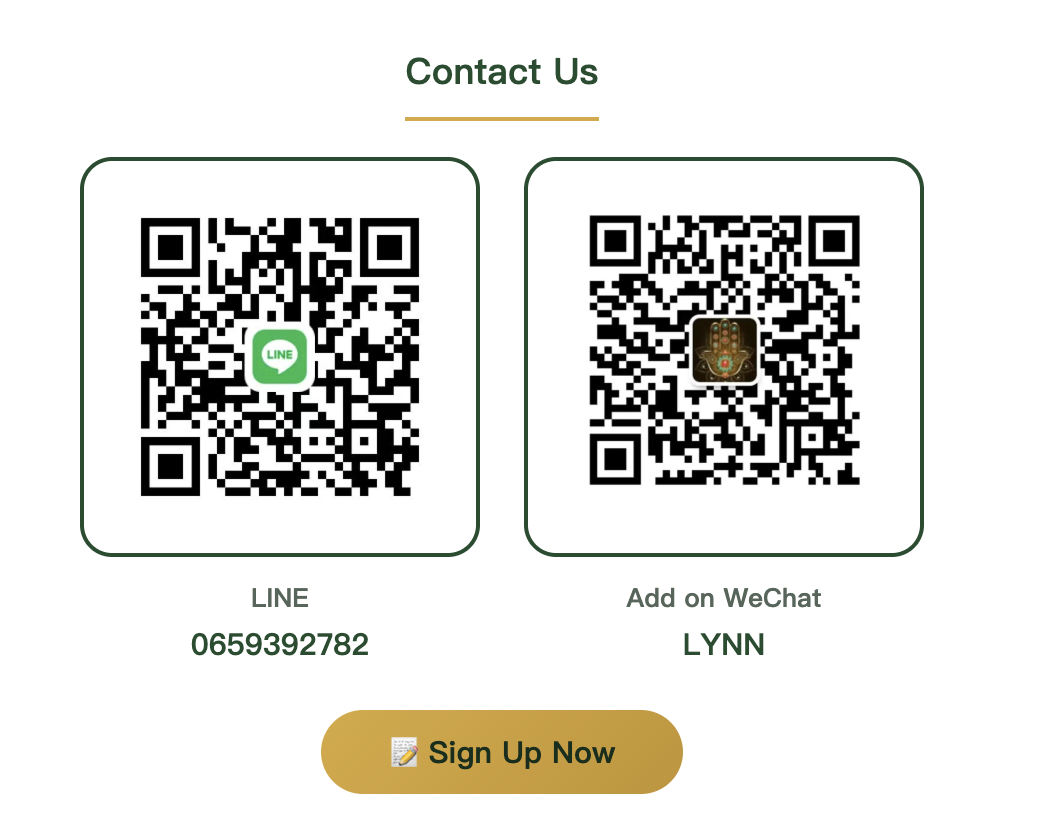 Contact Us
LINE
LINE
0659392782
Add on WeChat
LYNN
📝 Sign Up Now